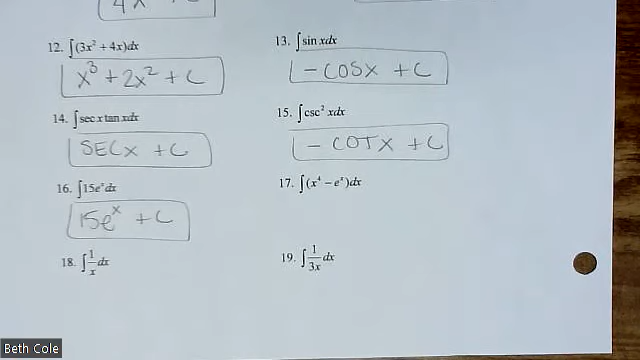 4x + C
12. ∫(3x² + 4x)dx
x³ + 2x² + C
13. ∫sin xdx
- COSX + C
14. ∫sec x tan xdx
SECX + C
15. ∫csc² xdx
- COTX + C
16. ∫15eˣdx
15eˣ + C
17. ∫(x⁴ - eˣ)dx
18. ∫1/x dx
19. ∫1/3x dx
Beth Cole